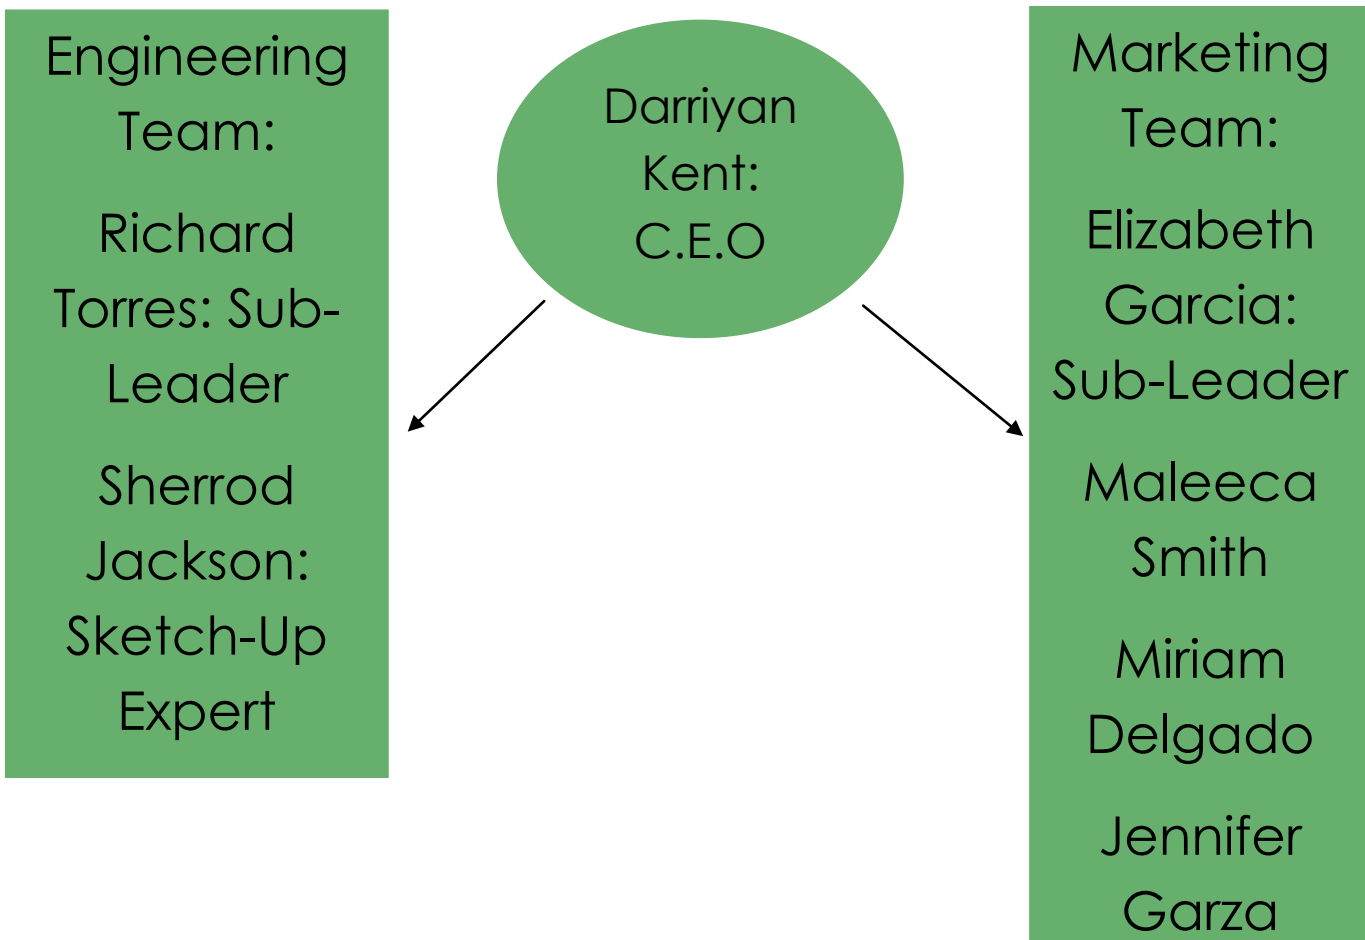 Engineering
Team:
Richard
Torres: Sub-
Leader
Sherrod
Jackson:
Sketch-Up
Expert
Darriyan
Kent:
C.E.O
Marketing
Team:
Elizabeth
Garcia:
Sub-Leader
Maleeca
Smith
Miriam
Delgado
Jennifer
Garza